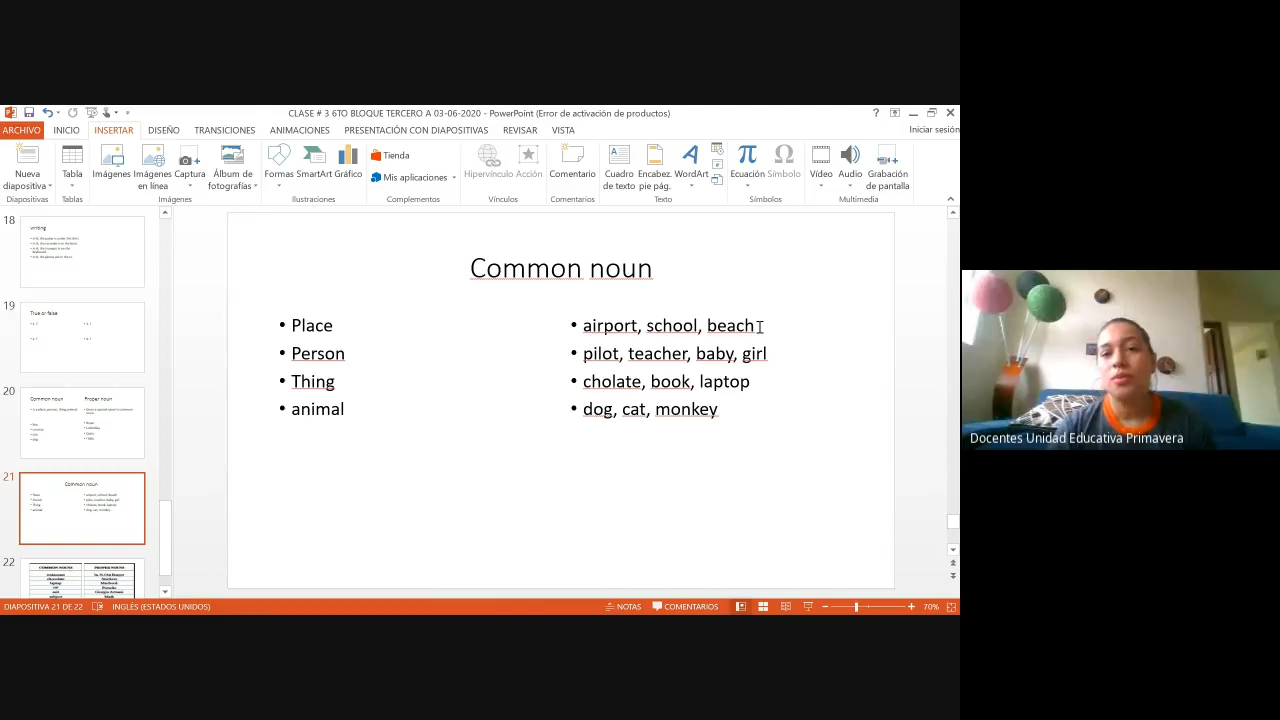 CLASE # 3 6TO BLOQUE TERCERO A 03-06-2020 - PowerPoint (Error de activación de productos)
ARCHIVO INICIO INSERTAR DISEÑO TRANSICIONES ANIMACIONES PRESENTACIÓN CON DIAPOSITIVAS REVISAR VISTA Iniciar sesión
Nueva diapositiva
Tabla
Imágenes
Imágenes en línea
Captura
Álbum de fotografías
Formas
SmartArt
Gráfico
Tienda
Mis aplicaciones
Hipervínculo
Acción
Comentario
Cuadro de texto
Encabez. pie pág.
WordArt
Ecuación
Símbolo
Vídeo
Audio
Grabación de pantalla
Diapositivas Tablas Imágenes Ilustraciones Complementos Vínculos Comentarios Texto Símbolos Multimedia
18
writing
19
True or false
20
Common noun Proper noun
21
Common noun
22
COMMON NOUNS PROPER NOUNS
Common noun
• Place
• Person
• Thing
• animal
• airport, school, beach
• pilot, teacher, baby, girl
• cholate, book, laptop
• dog, cat, monkey
Docentes Unidad Educativa Primavera
DIAPOSITIVA 21 DE 22 INGLÉS (ESTADOS UNIDOS) NOTAS COMENTARIOS 70%